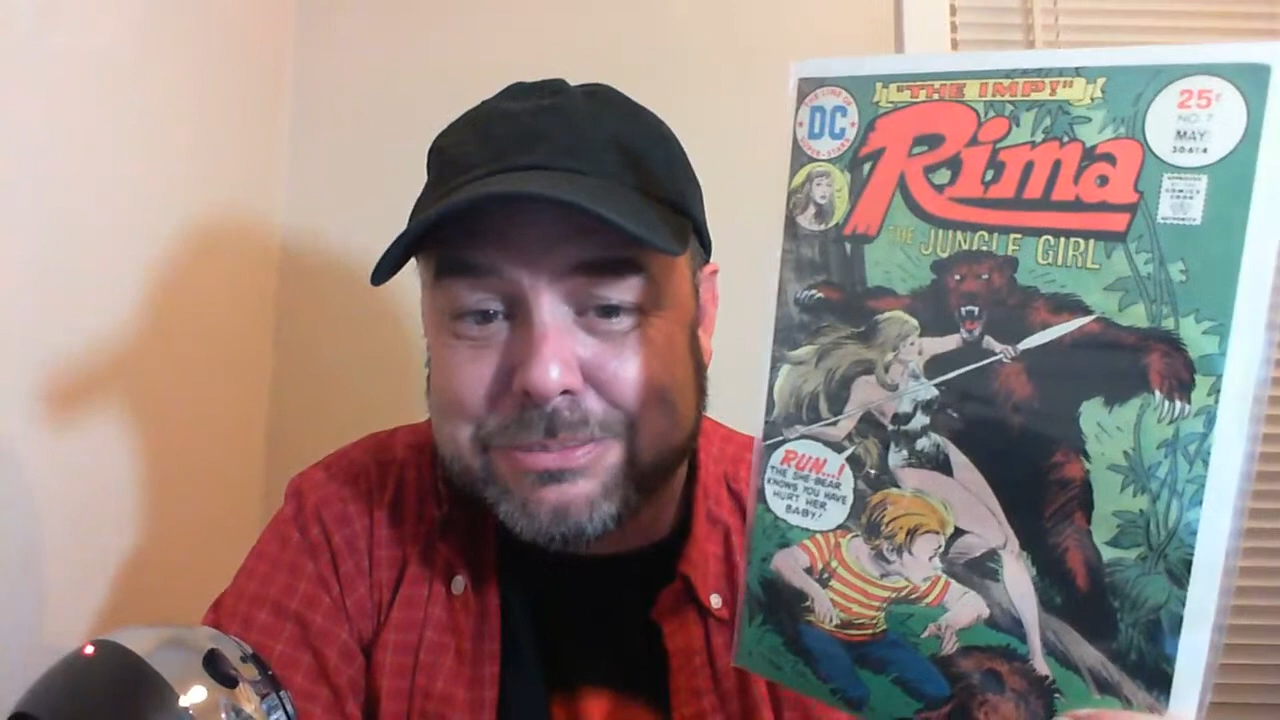 "THE IMP!"
THE LINE OF
DC
SUPER-STARS
25¢
NO. 7
MAY
30614
APPROVED
BY THE
COMICS
CODE
AUTHORITY
Rima
THE JUNGLE GIRL
RUN...!
THE SHE-BEAR
KNOWS YOU HAVE
HURT HER
BABY!